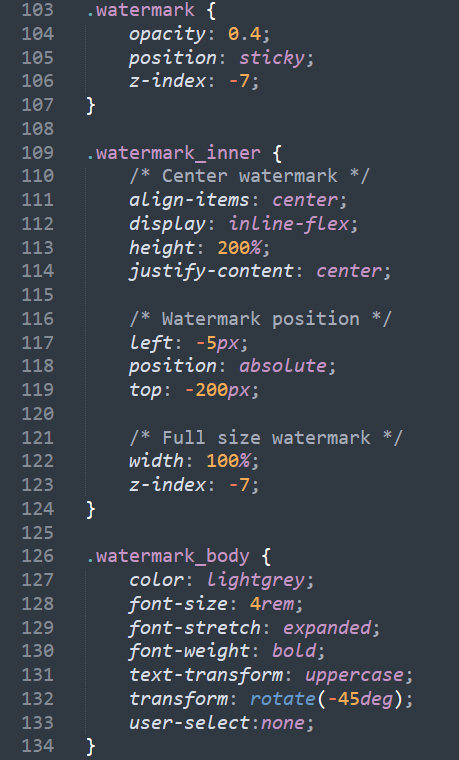 103 .watermark {
104     opacity: 0.4;
105     position: sticky;
106     z-index: -7;
107 }
108
109 .watermark_inner {
110     /* Center watermark */
111     align-items: center;
112     display: inline-flex;
113     height: 200%;
114     justify-content: center;
115
116     /* Watermark position */
117     left: -5px;
118     position: absolute;
119     top: -200px;
120
121     /* Full size watermark */
122     width: 100%;
123     z-index: -7;
124 }
125
126 .watermark_body {
127     color: lightgrey;
128     font-size: 4rem;
129     font-stretch: expanded;
130     font-weight: bold;
131     text-transform: uppercase;
132     transform: rotate(-45deg);
133     user-select:none;
134 }